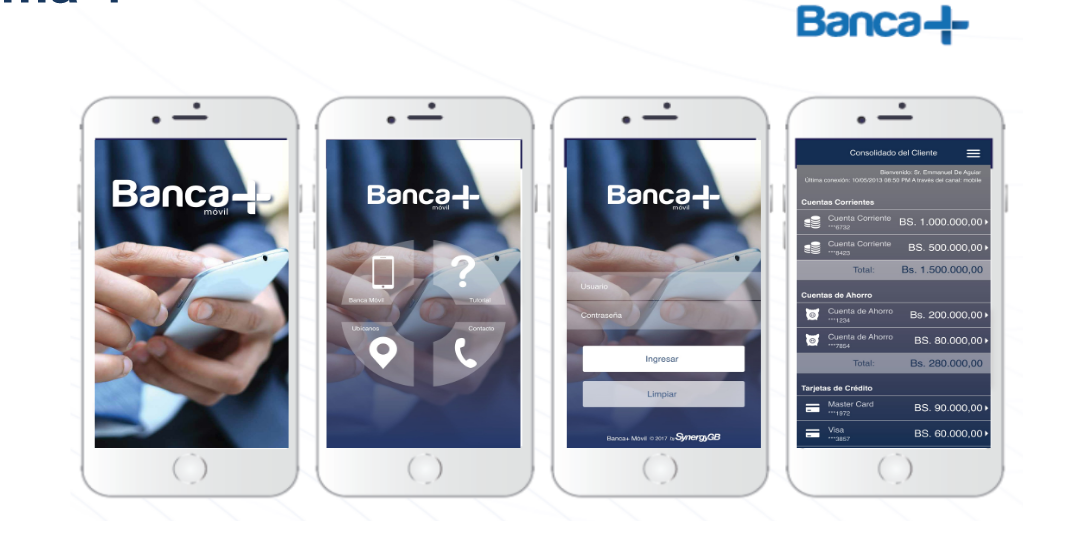 Banca+
Banca+
móvil
Banca+
móvil
Banca Móvil
Tutorial
Ubícanos
Contacto
Banca+
móvil
Usuario
Contraseña
Ingresar
Limpiar
Banca+ Móvil © 2017 by SynergyGB
Consolidado del Cliente
Bienvenido: Sr. Emmanuel De Aguiar
Última conexión: 10/05/2013 08:50 PM A través del canal: mobile
Cuentas Corrientes
Cuenta Corriente BS. 1.000.000,00
***6732
Cuenta Corriente BS. 500.000,00
***8423
Total: Bs. 1.500.000,00
Cuentas de Ahorro
Cuenta de Ahorro Bs. 200.000,00
***1234
Cuenta de Ahorro BS. 80.000,00
***7654
Total: Bs. 280.000,00
Tarjetas de Crédito
Master Card BS. 90.000,00
***1972
Visa BS. 60.000,00
***3857